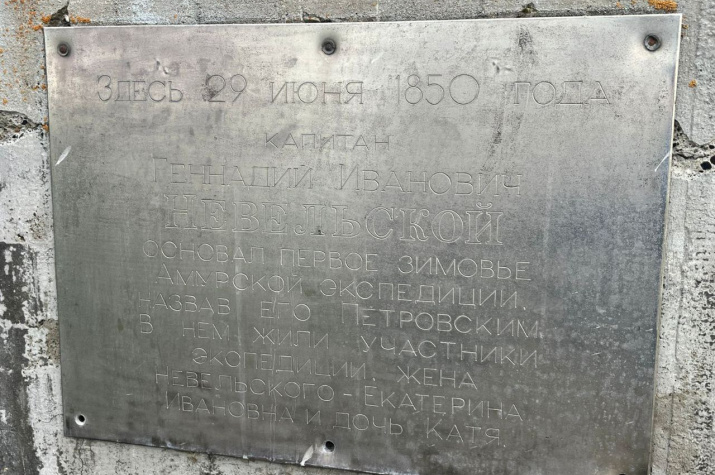 Здесь 29 июня 1850 года
капитан
Геннадий Иванович
НЕВЕЛЬСКОЙ
основал первое зимовье
Амурской экспедиции,
назвав его Петровским.
В нем жили участники
экспедиции, жена
Невельского - Екатерина
Ивановна и дочь Катя.